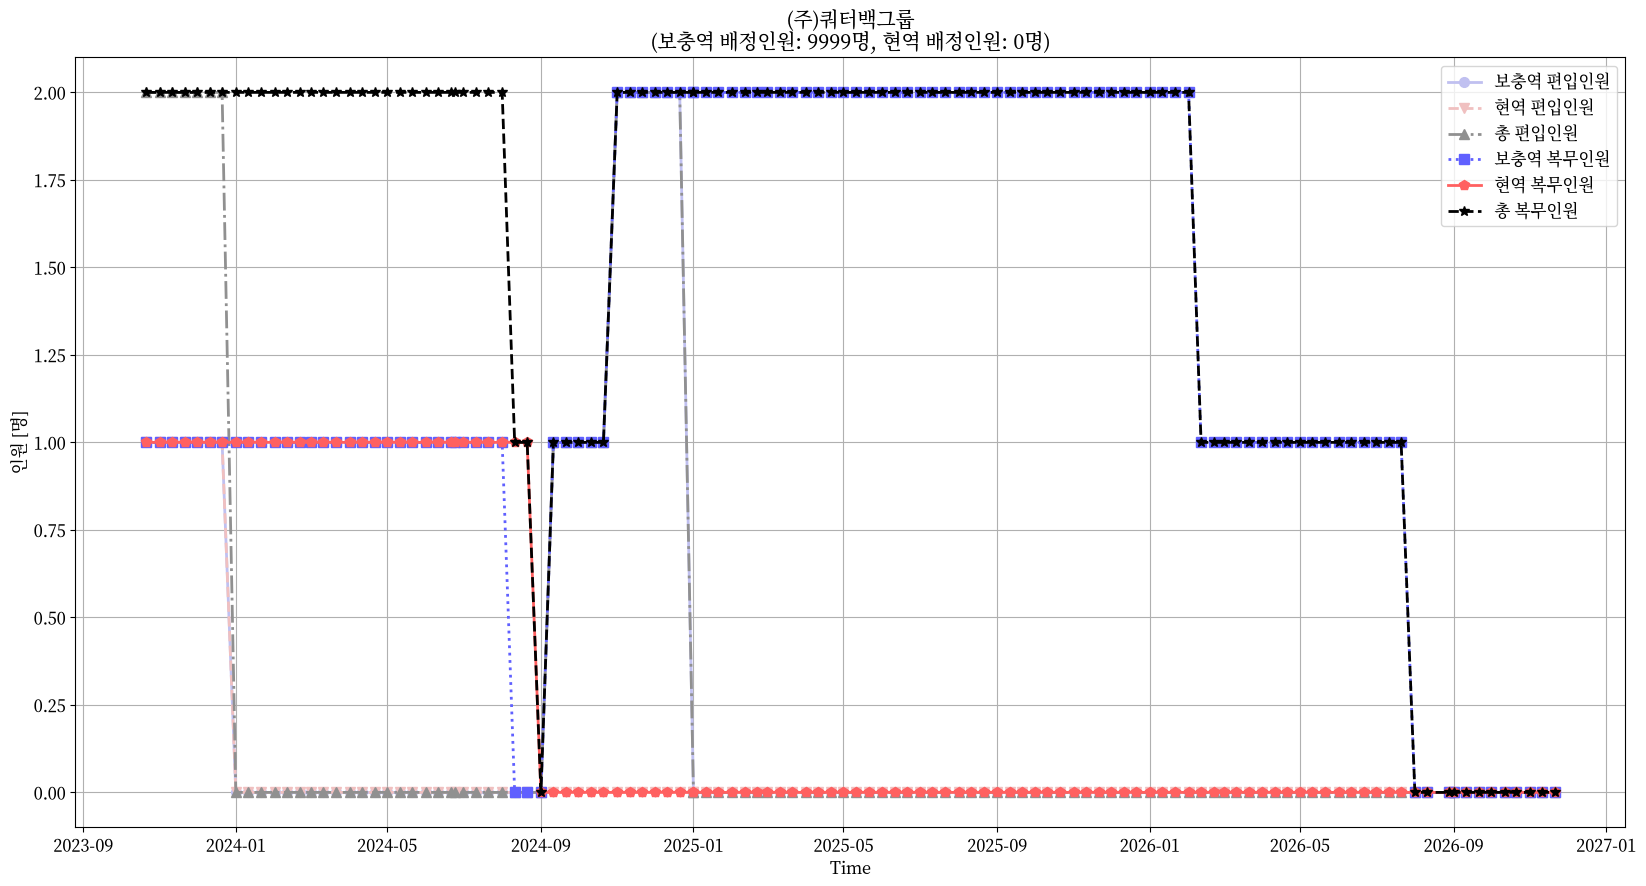 (주)쿼터백그룹
(보충역 배정인원: 9999명, 현역 배정인원: 0명)
보충역 편입인원
현역 편입인원
총 편입인원
보충역 복무인원
현역 복무인원
총 복무인원
2.00
1.75
1.50
1.25
1.00
0.75
0.50
0.25
0.00
인원 [명]
2023-09
2024-01
2024-05
2024-09
2025-01
2025-05
2025-09
2026-01
2026-05
2026-09
2027-01
Time